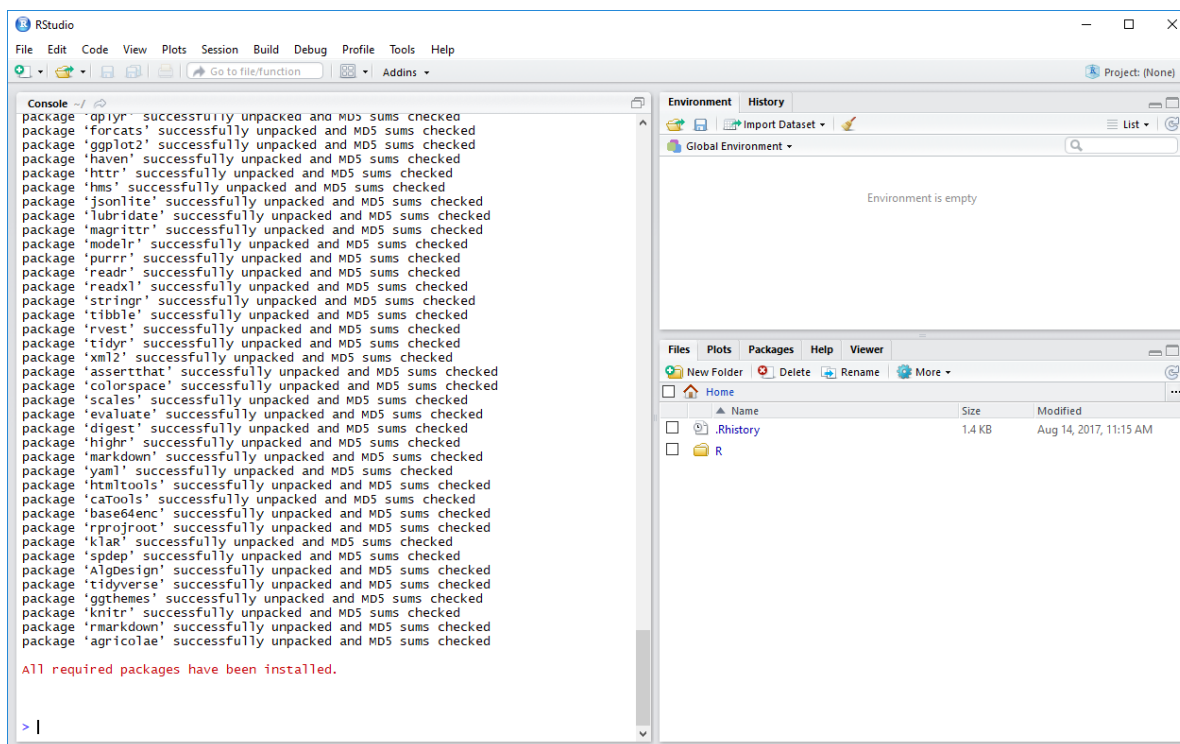 RStudio
File Edit Code View Plots Session Build Debug Profile Tools Help
Go to file/function Addins Project: (None)
Console ~/
package ‘dplyr’ successfully unpacked and MD5 sums checked
package ‘forcats’ successfully unpacked and MD5 sums checked
package ‘ggplot2’ successfully unpacked and MD5 sums checked
package ‘haven’ successfully unpacked and MD5 sums checked
package ‘httr’ successfully unpacked and MD5 sums checked
package ‘hms’ successfully unpacked and MD5 sums checked
package ‘jsonlite’ successfully unpacked and MD5 sums checked
package ‘lubridate’ successfully unpacked and MD5 sums checked
package ‘magrittr’ successfully unpacked and MD5 sums checked
package ‘modelr’ successfully unpacked and MD5 sums checked
package ‘purrr’ successfully unpacked and MD5 sums checked
package ‘readr’ successfully unpacked and MD5 sums checked
package ‘readxl’ successfully unpacked and MD5 sums checked
package ‘stringr’ successfully unpacked and MD5 sums checked
package ‘tibble’ successfully unpacked and MD5 sums checked
package ‘rvest’ successfully unpacked and MD5 sums checked
package ‘tidyr’ successfully unpacked and MD5 sums checked
package ‘xml2’ successfully unpacked and MD5 sums checked
package ‘assertthat’ successfully unpacked and MD5 sums checked
package ‘colorspace’ successfully unpacked and MD5 sums checked
package ‘scales’ successfully unpacked and MD5 sums checked
package ‘evaluate’ successfully unpacked and MD5 sums checked
package ‘digest’ successfully unpacked and MD5 sums checked
package ‘highr’ successfully unpacked and MD5 sums checked
package ‘markdown’ successfully unpacked and MD5 sums checked
package ‘yaml’ successfully unpacked and MD5 sums checked
package ‘htmltools’ successfully unpacked and MD5 sums checked
package ‘caTools’ successfully unpacked and MD5 sums checked
package ‘base64enc’ successfully unpacked and MD5 sums checked
package ‘rprojroot’ successfully unpacked and MD5 sums checked
package ‘klaR’ successfully unpacked and MD5 sums checked
package ‘spdep’ successfully unpacked and MD5 sums checked
package ‘AlgDesign’ successfully unpacked and MD5 sums checked
package ‘tidyverse’ successfully unpacked and MD5 sums checked
package ‘ggthemes’ successfully unpacked and MD5 sums checked
package ‘knitr’ successfully unpacked and MD5 sums checked
package ‘rmarkdown’ successfully unpacked and MD5 sums checked
package ‘agricolae’ successfully unpacked and MD5 sums checked
All required packages have been installed.
>
Environment History
Import Dataset List
Global Environment
Environment is empty
Files Plots Packages Help Viewer
New Folder Delete Rename More
Home ...
Name Size Modified
.Rhistory 1.4 KB Aug 14, 2017, 11:15 AM
R